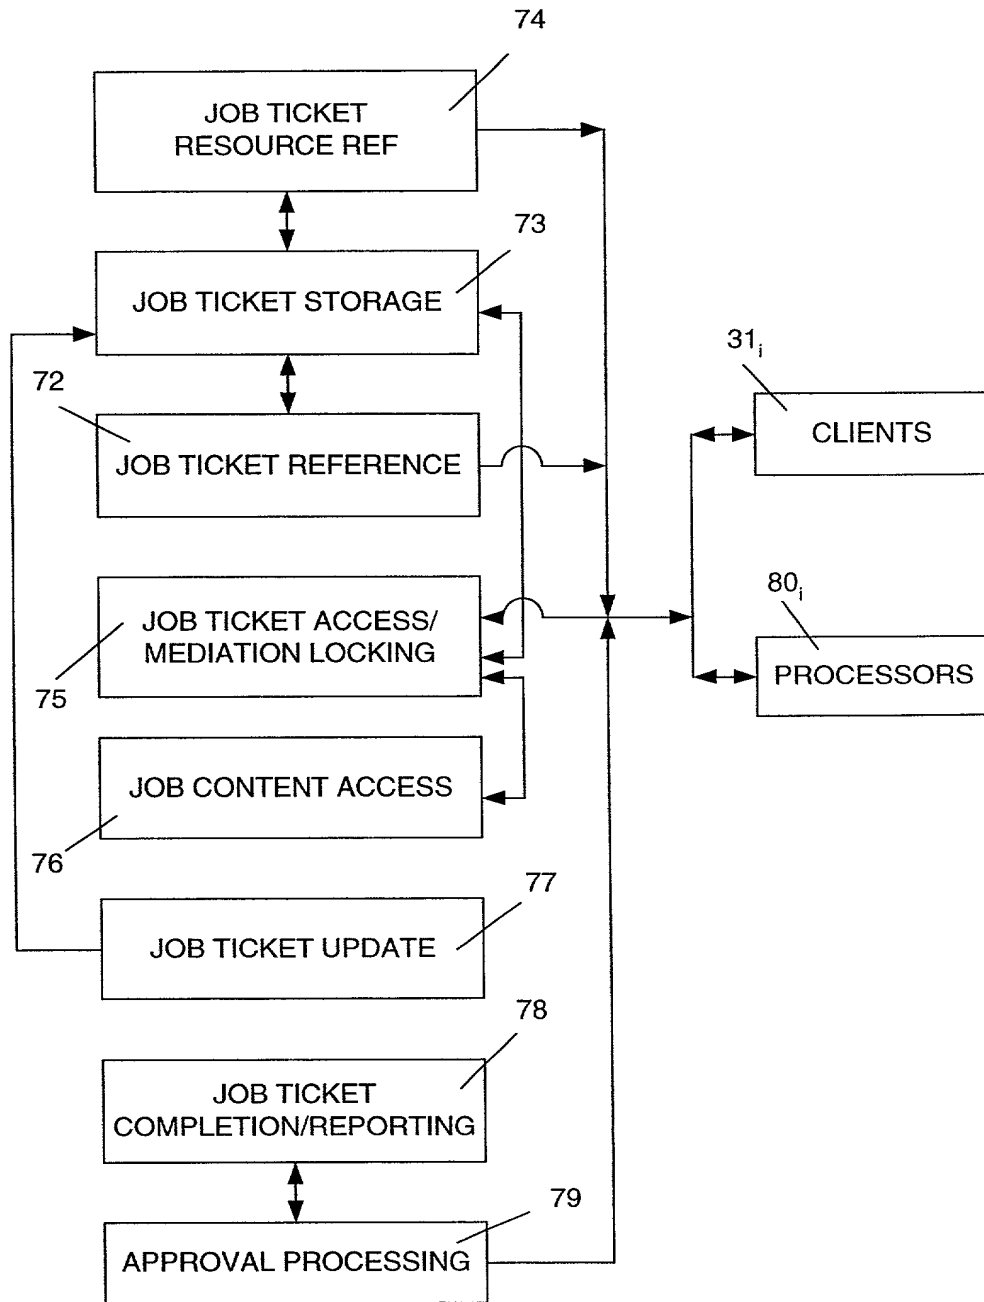 74
JOB TICKET
RESOURCE REF
73
JOB TICKET STORAGE
31i
72
CLIENTS
JOB TICKET REFERENCE
80i
JOB TICKET ACCESS/
MEDIATION LOCKING
PROCESSORS
75
JOB CONTENT ACCESS
76
77
JOB TICKET UPDATE
78
JOB TICKET
COMPLETION/REPORTING
79
APPROVAL PROCESSING